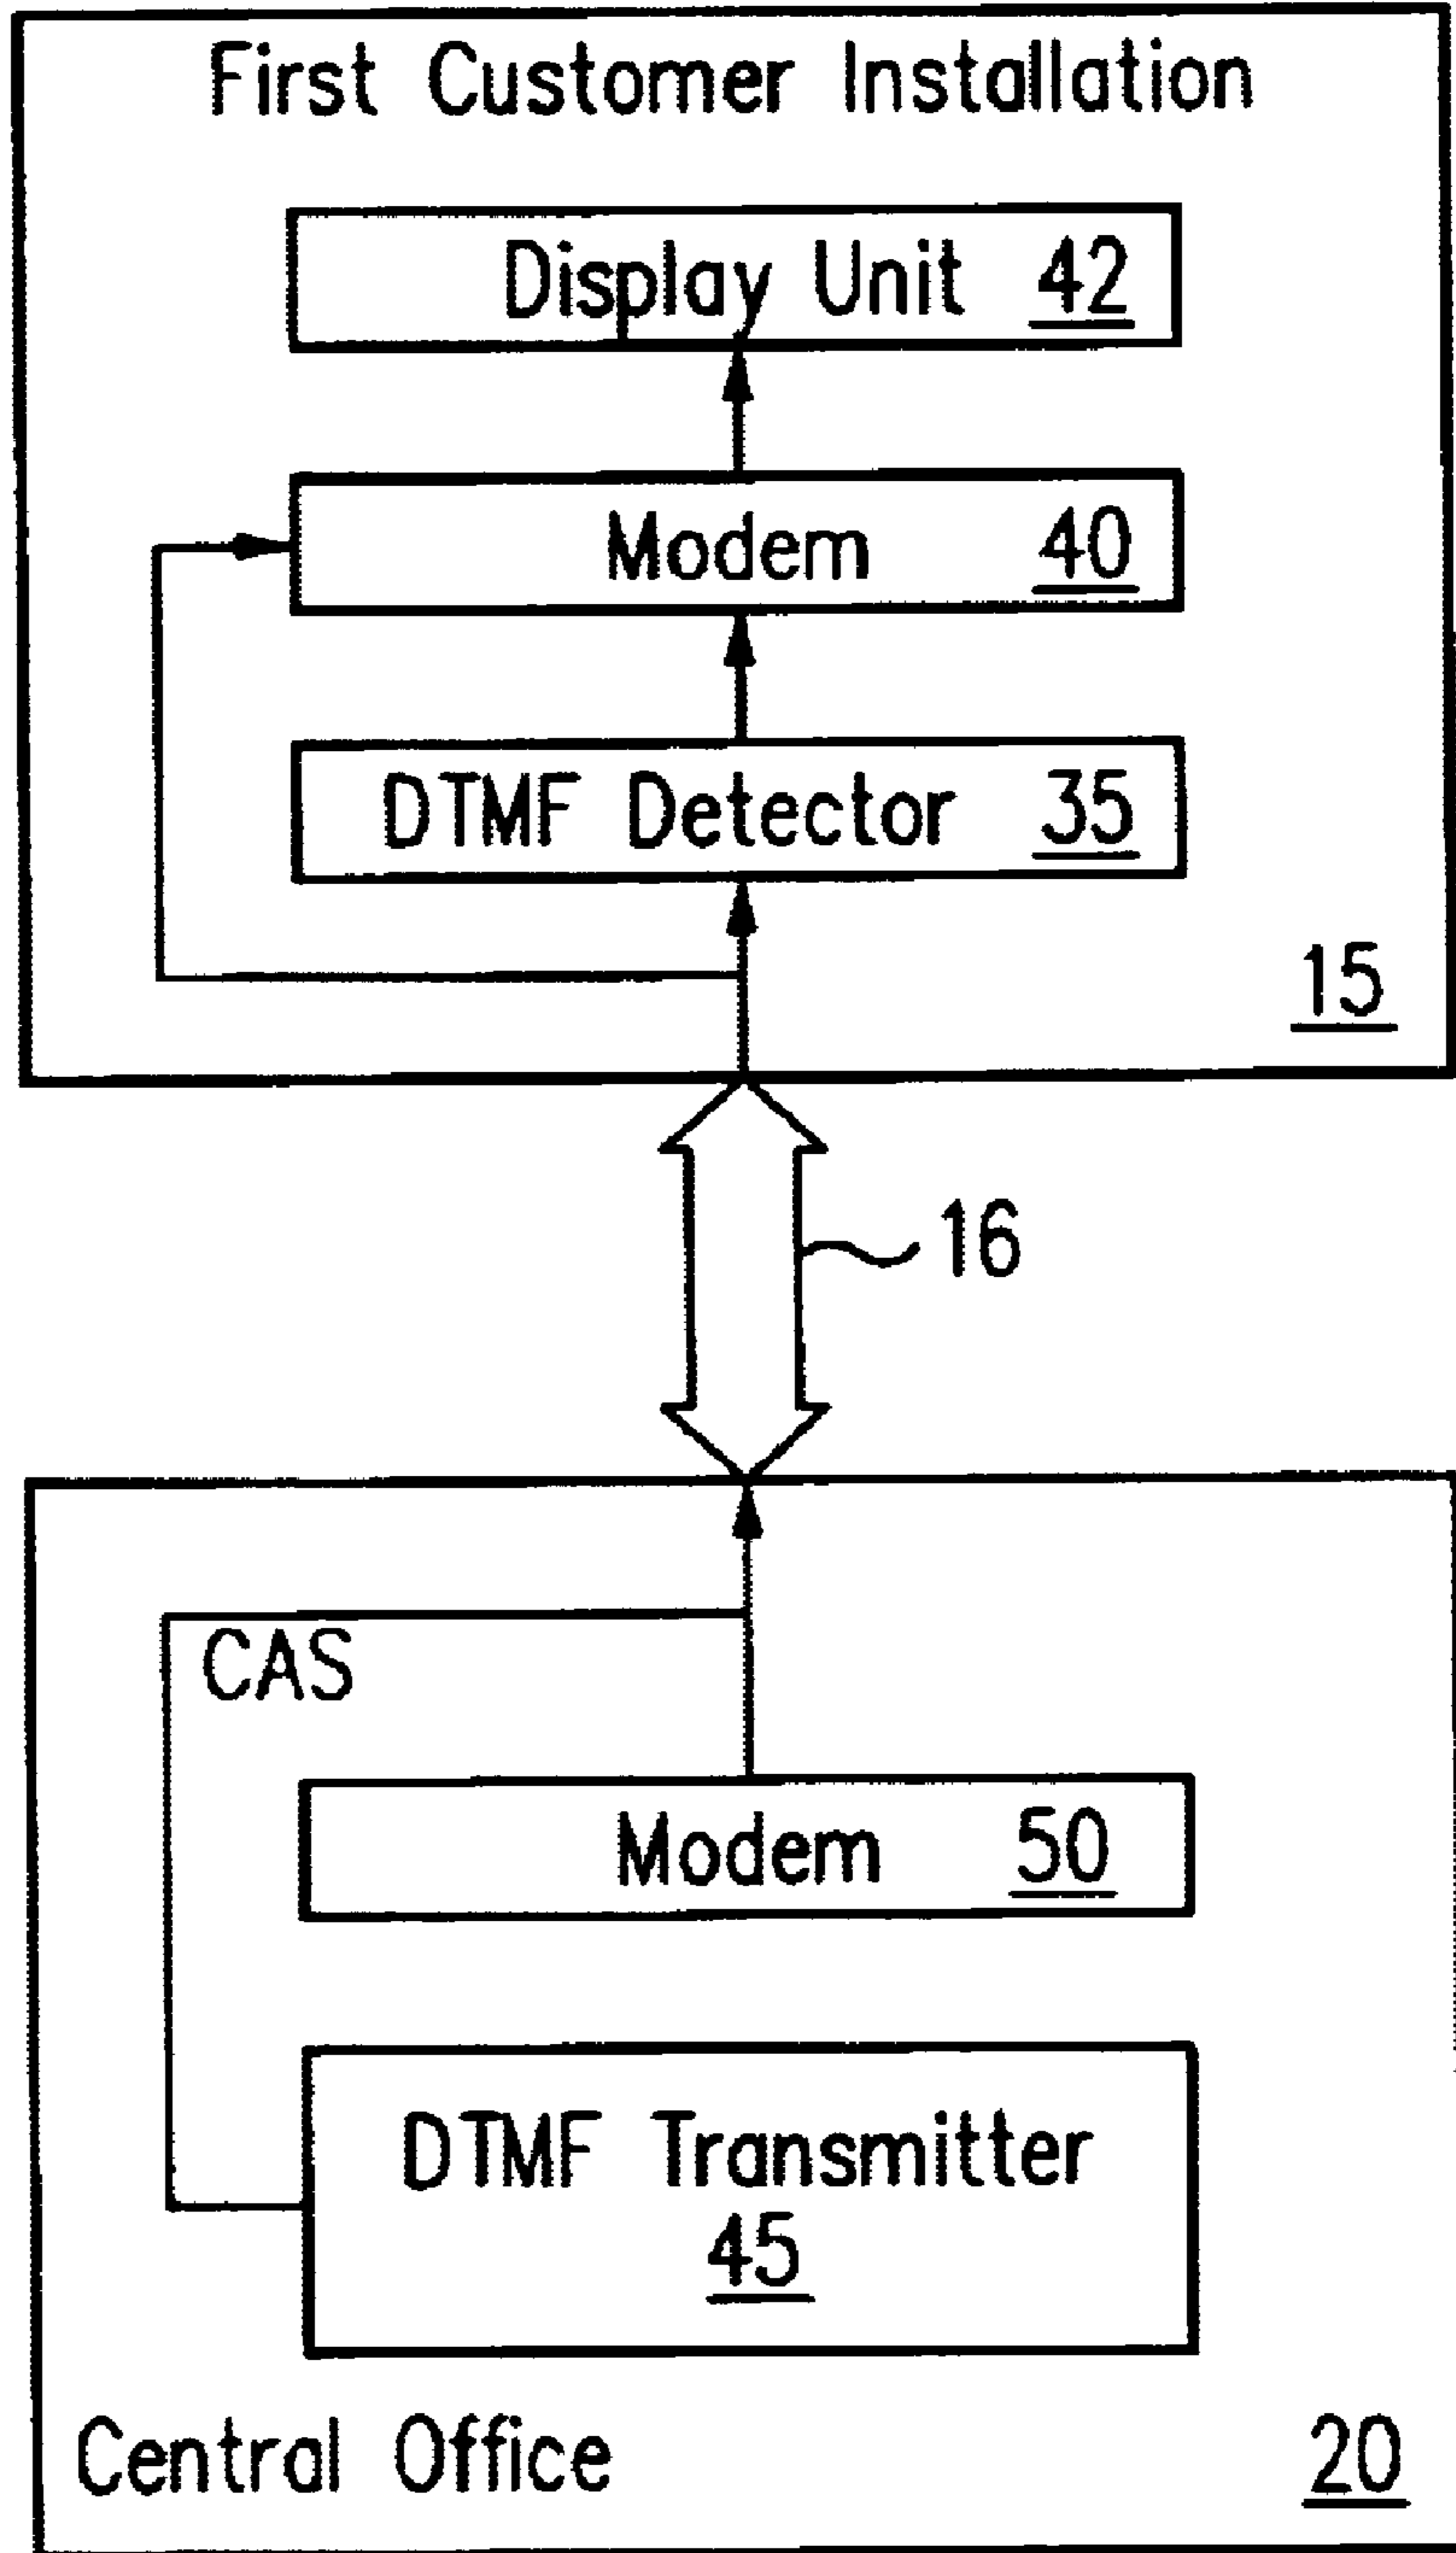 First Customer Installation
Display Unit 42
Modem 40
DTMF Detector 35
15
16
CAS
Modem 50
DTMF Transmitter
45
Central Office 20